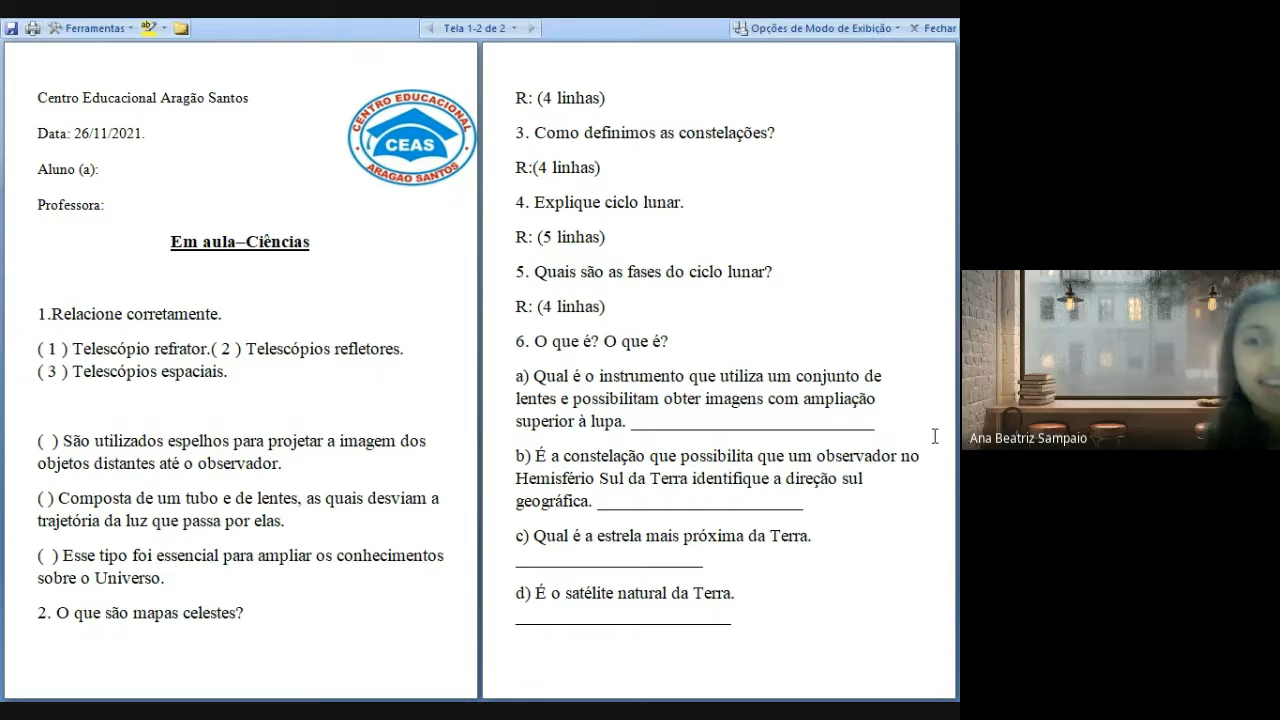 Ferramentas
Tela 1-2 de 2
Opções de Modo de Exibição
Fechar
Centro Educacional Aragão Santos
Data: 26/11/2021.
Aluno (a):
Professora:
CENTRO EDUCACIONAL
CEAS
ARAGAO SANTOS
Em aula–Ciências
1.Relacione corretamente.
( 1 ) Telescópio refrator.( 2 ) Telescópios refletores.
( 3 ) Telescópios espaciais.
( ) São utilizados espelhos para projetar a imagem dos
objetos distantes até o observador.
( ) Composta de um tubo e de lentes, as quais desviam a
trajetória da luz que passa por elas.
( ) Esse tipo foi essencial para ampliar os conhecimentos
sobre o Universo.
2. O que são mapas celestes?
R: (4 linhas)
3. Como definimos as constelações?
R:(4 linhas)
4. Explique ciclo lunar.
R: (5 linhas)
5. Quais são as fases do ciclo lunar?
R: (4 linhas)
6. O que é? O que é?
a) Qual é o instrumento que utiliza um conjunto de
lentes e possibilitam obter imagens com ampliação
superior à lupa. ___________________________
b) É a constelação que possibilita que um observador no
Hemisfério Sul da Terra identifique a direção sul
geográfica. _______________________
c) Qual é a estrela mais próxima da Terra.
_____________________
d) É o satélite natural da Terra.
________________________
Ana Beatriz Sampaio